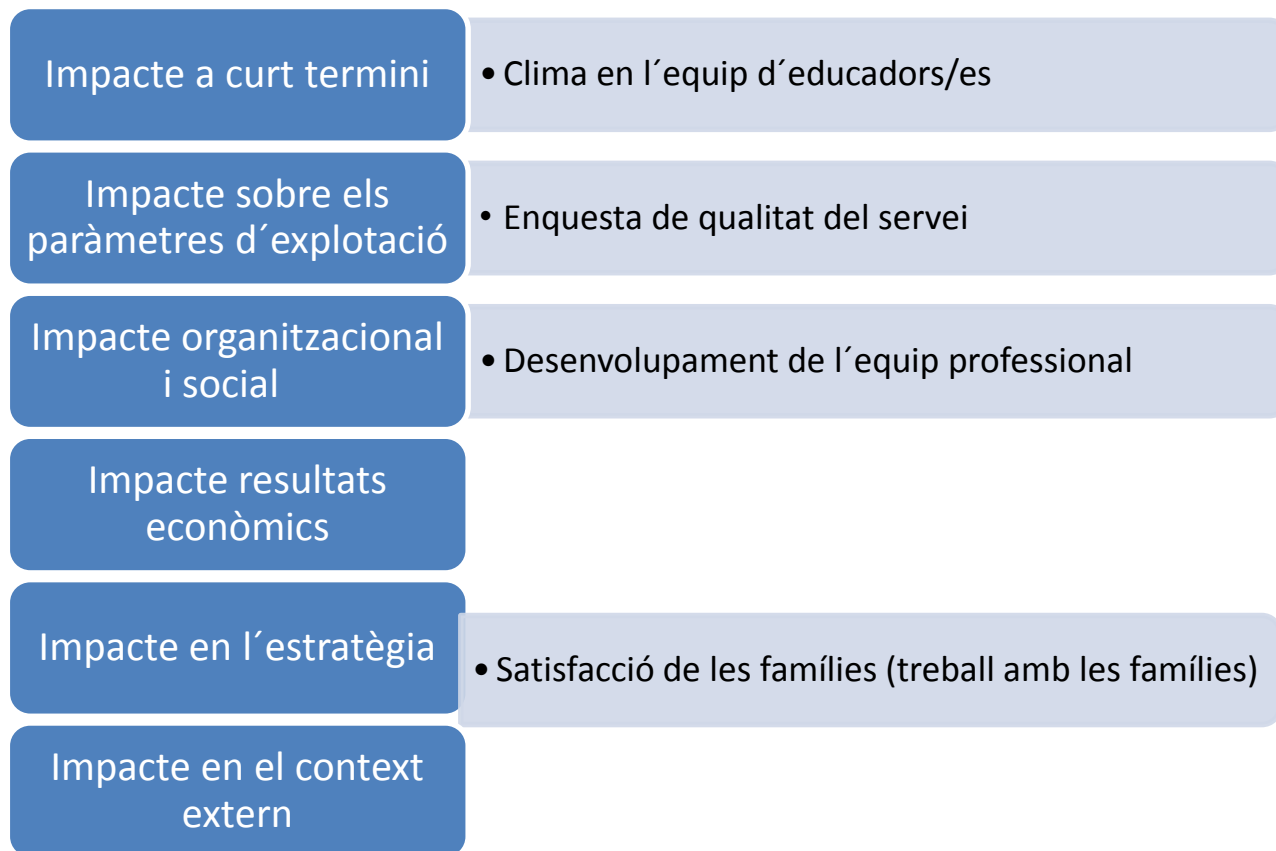 Impacte a curt termini
• Clima en l´equip d´educadors/es
Impacte sobre els
paràmetres d´explotació
• Enquesta de qualitat del servei
Impacte organitzacional
i social
• Desenvolupament de l´equip professional
Impacte resultats
econòmics
Impacte en l´estratègia
• Satisfacció de les famílies (treball amb les famílies)
Impacte en el context
extern